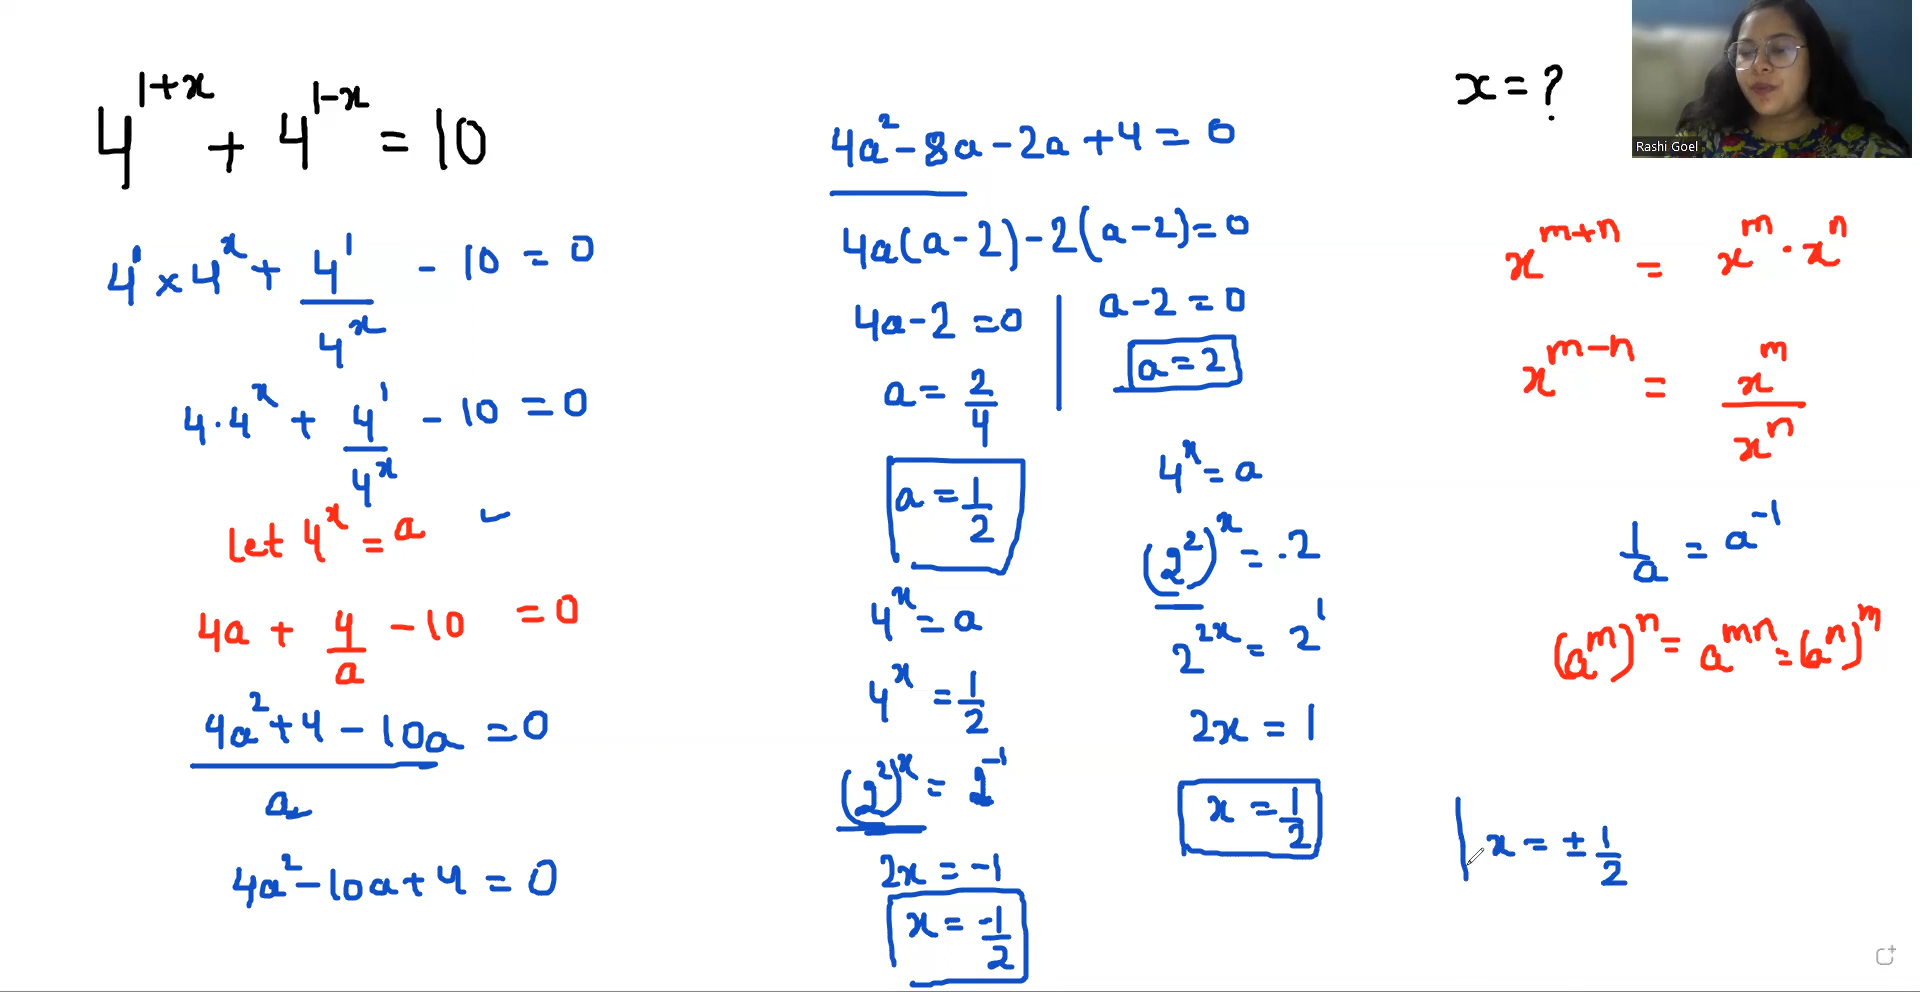 4^{1+x} + 4^{1-x} = 10
4^1 × 4^x + 4^1/4^x - 10 = 0
4·4^x + 4^1/4^x - 10 = 0
let 4^x = a
4a + 4/a - 10 = 0
4a^2 + 4 - 10a/a = 0
4a^2 - 10a + 4 = 0
4a^2 - 8a - 2a + 4 = 0
4a(a-2) - 2(a-2) = 0
4a - 2 = 0
a = 2/4
a = 1/2
4^x = a
4^x = 1/2
(2^2)^x = 2^{-1}
2x = -1
x = -1/2
a - 2 = 0
a = 2
4^x = a
(2^2)^x = .2
2^{2x} = 2^1
2x = 1
x = 1/2
x = ?
Rashi Goel
x^{m+n} = x^m · x^n
x^{m-n} = x^m/x^n
1/a = a^{-1}
(a^m)^n = a^{mn} = (a^n)^m
x = ± 1/2